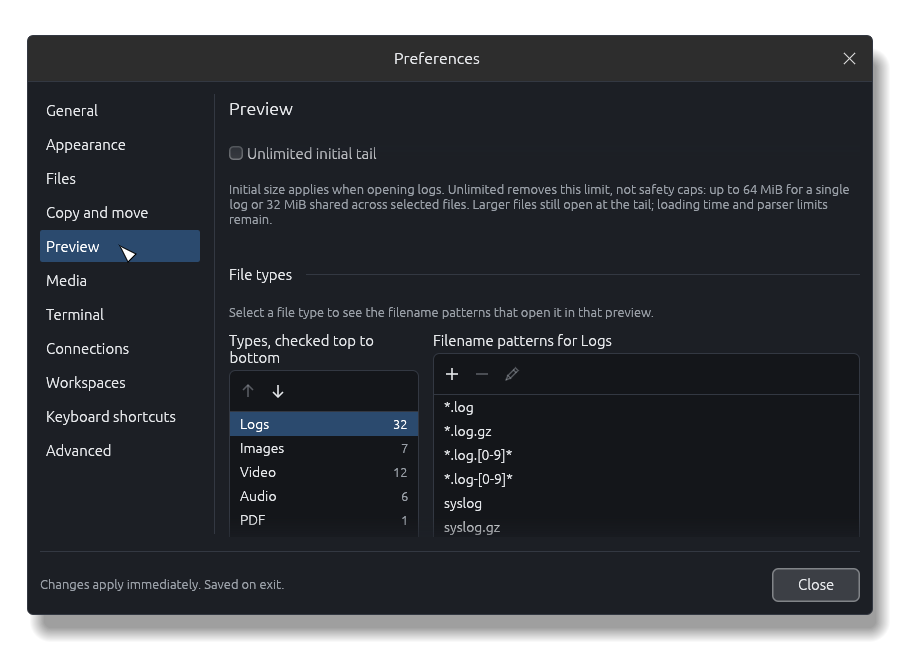 Preferences
General
Appearance
Files
Copy and move
Preview
Media
Terminal
Connections
Workspaces
Keyboard shortcuts
Advanced
Preview
Unlimited initial tail
Initial size applies when opening logs. Unlimited removes this limit, not safety caps: up to 64 MiB for a single
log or 32 MiB shared across selected files. Larger files still open at the tail; loading time and parser limits
remain.
File types
Select a file type to see the filename patterns that open it in that preview.
Types, checked top to
bottom
Logs 32
Images 7
Video 12
Audio 6
PDF 1
Filename patterns for Logs
*.log
*.log.gz
*.log.[0-9]*
*.log-[0-9]*
syslog
syslog.gz
Changes apply immediately. Saved on exit.
Close